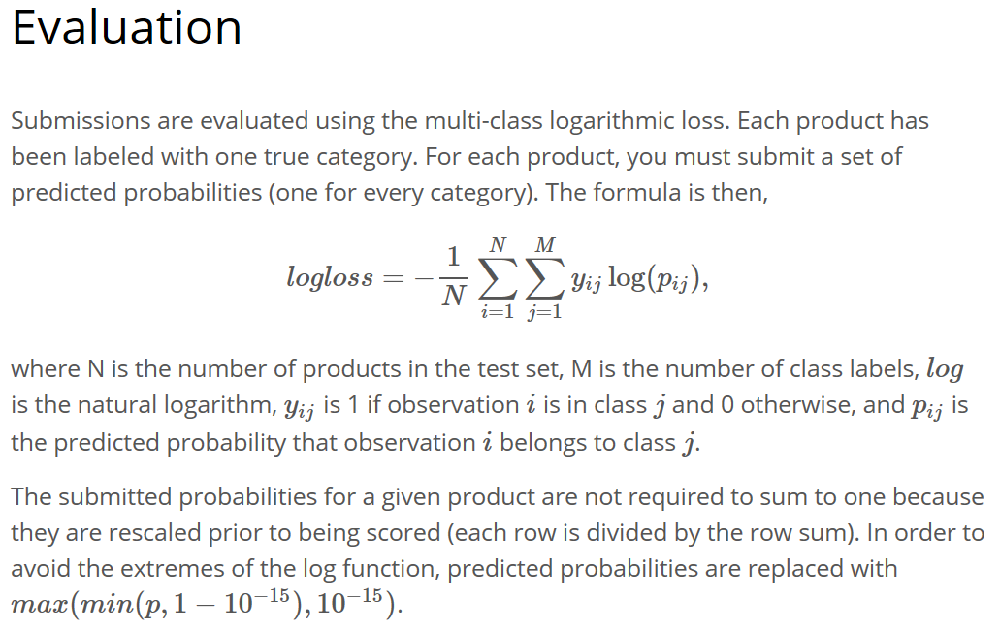 Evaluation
Submissions are evaluated using the multi-class logarithmic loss. Each product has
been labeled with one true category. For each product, you must submit a set of
predicted probabilities (one for every category). The formula is then,
$logloss = -\frac{1}{N} \sum_{i=1}^{N} \sum_{j=1}^{M} y_{ij} \log(p_{ij}),$
where N is the number of products in the test set, M is the number of class labels, $log$
is the natural logarithm, $y_{ij}$ is 1 if observation $i$ is in class $j$ and 0 otherwise, and $p_{ij}$ is
the predicted probability that observation $i$ belongs to class $j$.
The submitted probabilities for a given product are not required to sum to one because
they are rescaled prior to being scored (each row is divided by the row sum). In order to
avoid the extremes of the log function, predicted probabilities are replaced with
$max(min(p, 1 - 10^{-15}), 10^{-15})$.